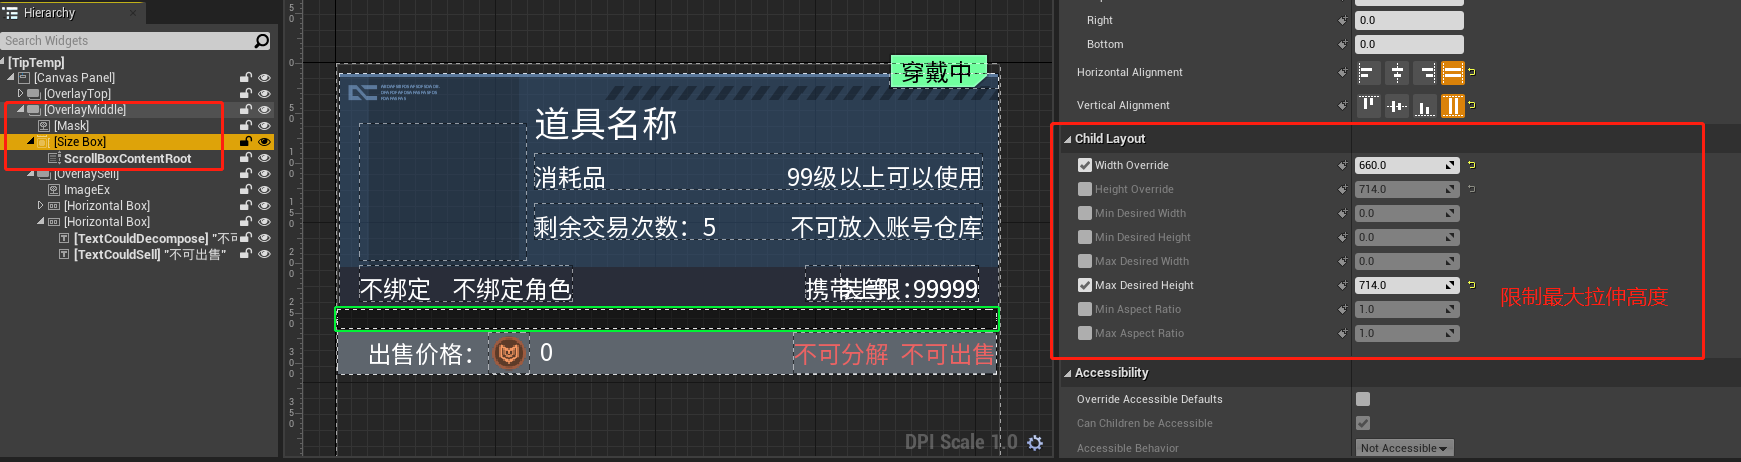 Hierarchy
Search Widgets
[TipTemp]
[Canvas Panel]
[OverlayTop]
[OverlayMiddle]
[Mask]
[Size Box]
ScrollBoxContentRoot
[OverlaySell]
ImageEx
[Horizontal Box]
[Horizontal Box]
[TextCouldDecompose] "不可
[TextCouldSell] "不可出售"
穿戴中
道具名称
消耗品 99级以上可以使用
剩余交易次数：5 不可放入账号仓库
不绑定 不绑定角色
:99999
出售价格： 0 不可分解 不可出售
DPI Scale 1.0
Right 0.0
Bottom 0.0
Horizontal Alignment
Vertical Alignment
Child Layout
Width Override 660.0
Height Override 714.0
Min Desired Width 0.0
Min Desired Height 0.0
Max Desired Width 0.0
Max Desired Height 714.0
Min Aspect Ratio 1.0
Max Aspect Ratio 1.0
限制最大拉伸高度
Accessibility
Override Accessible Defaults
Can Children be Accessible
Accessible Behavior Not Accessible